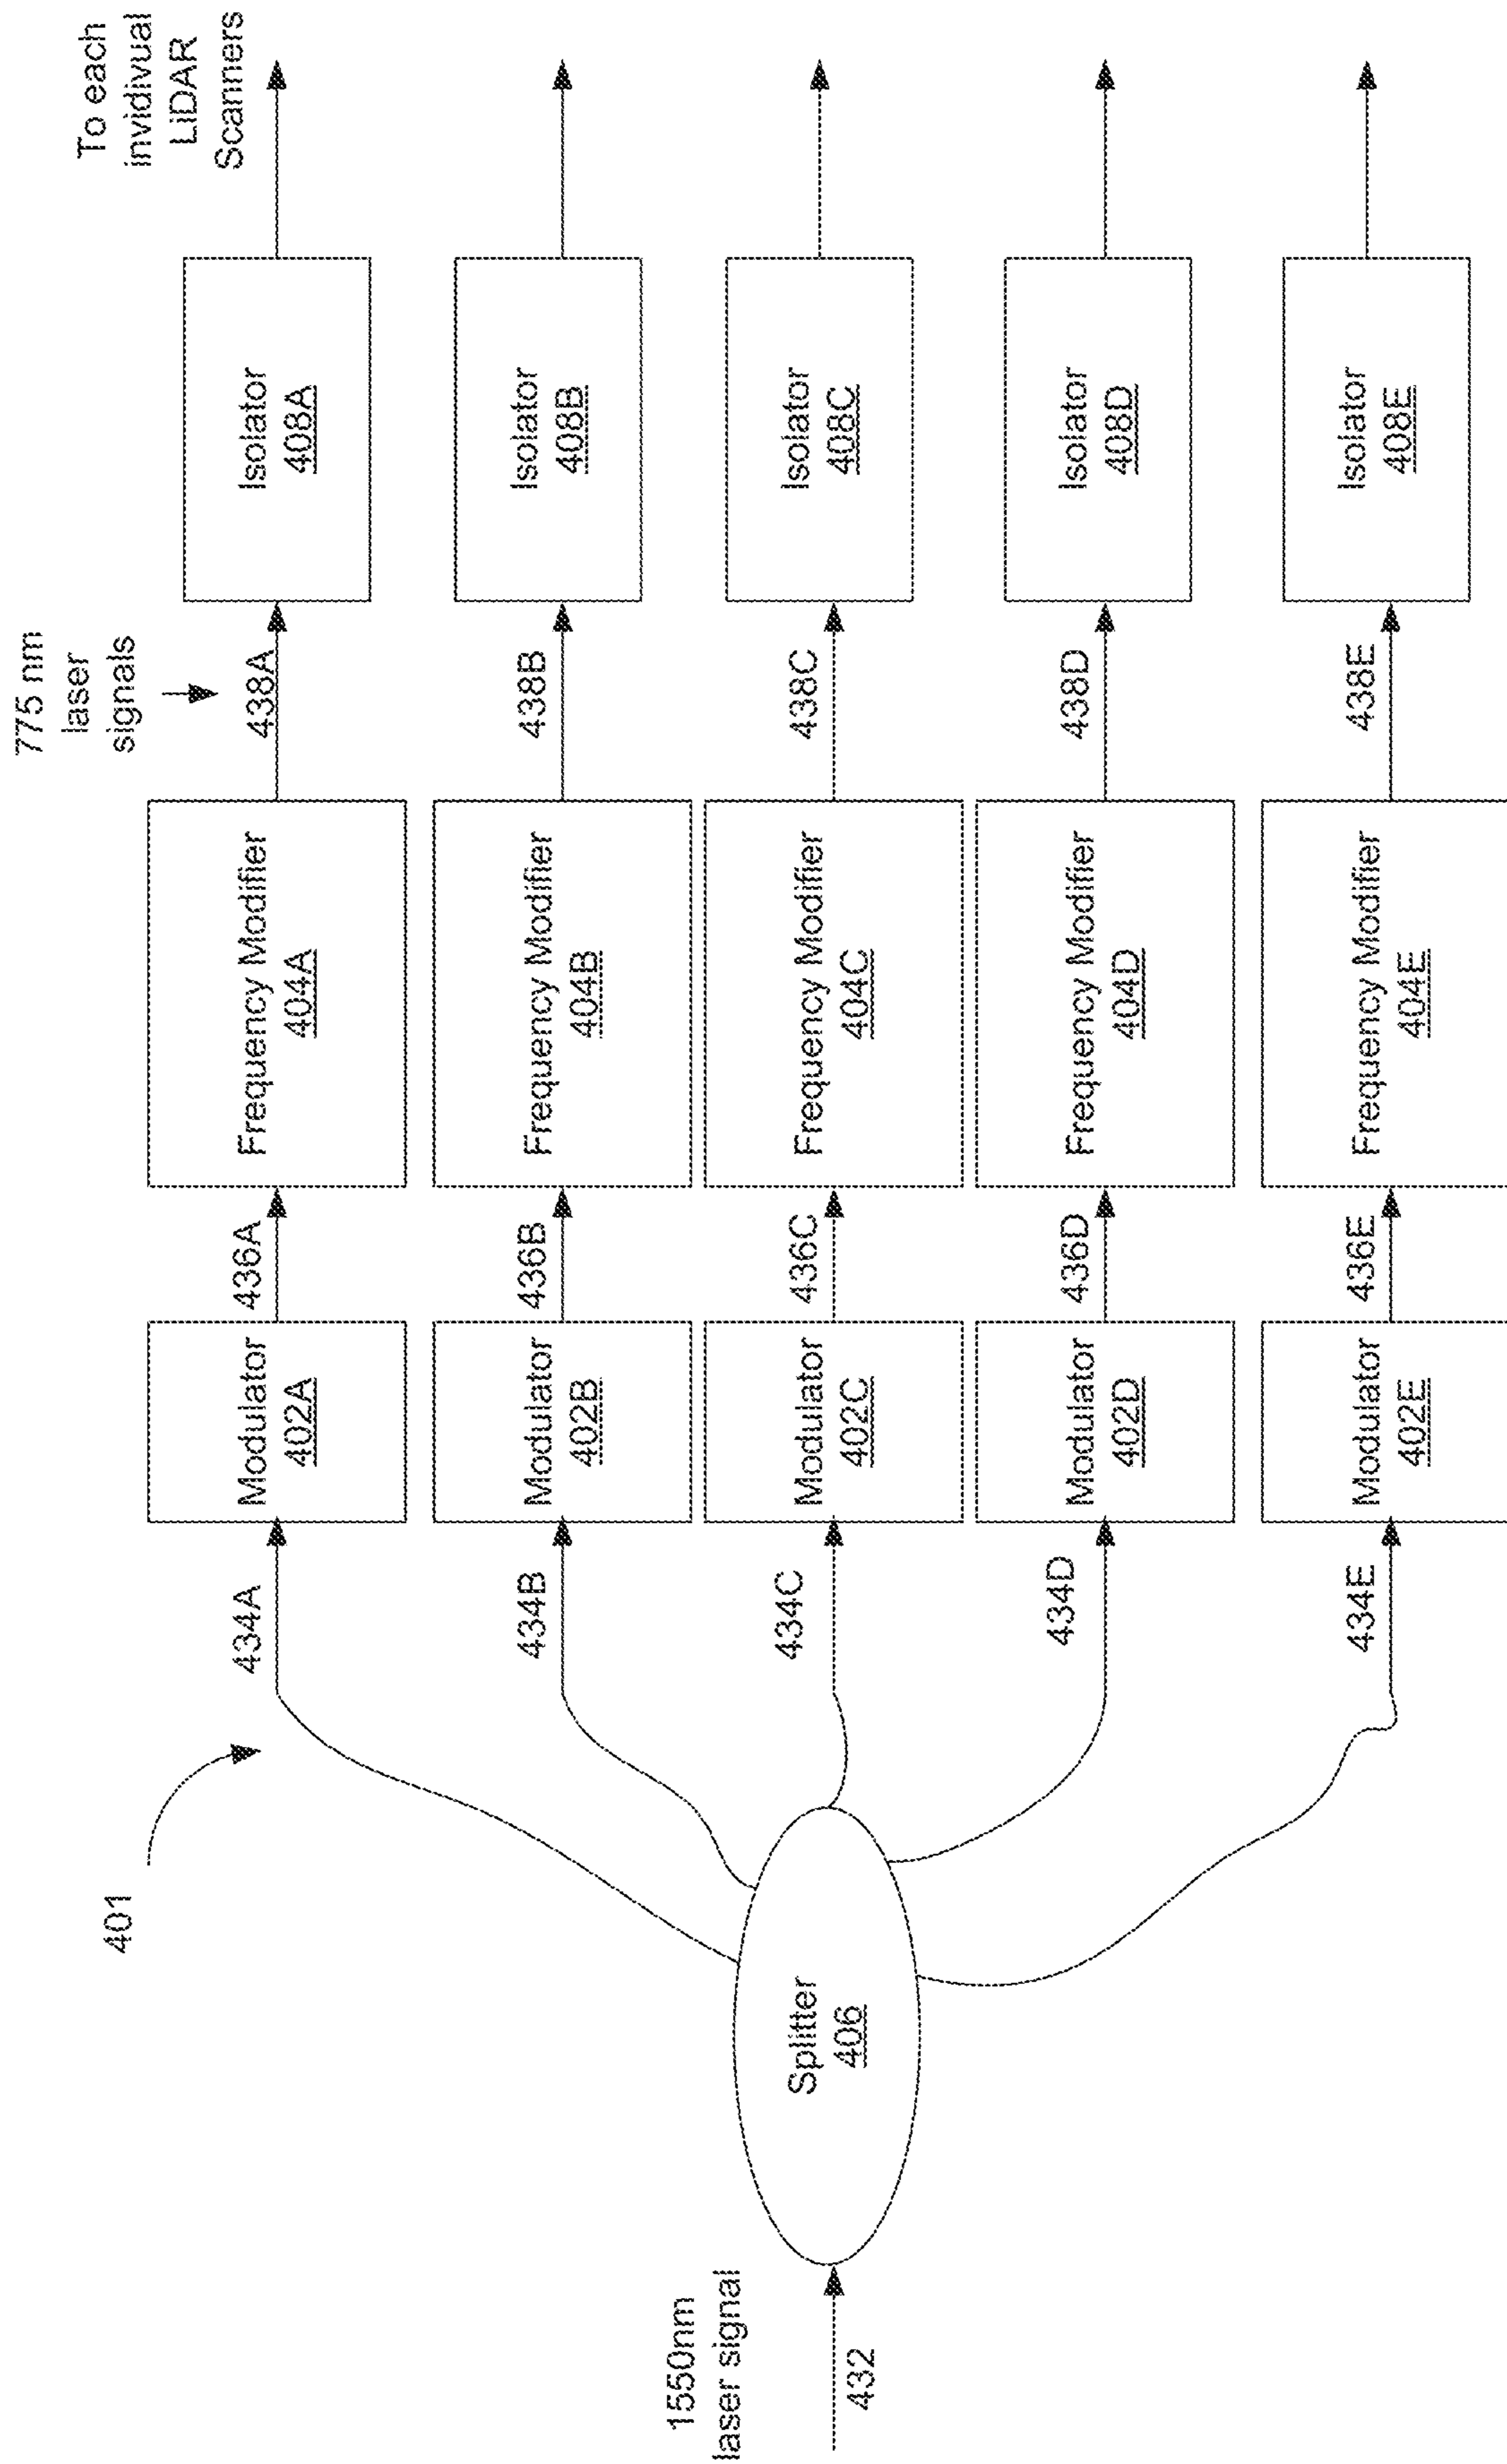 1550nm
laser signal
432
Splitter
406
401
434A
434B
434C
434D
434E
Modulator
402A
Modulator
402B
Modulator
402C
Modulator
402D
Modulator
402E
436A
436B
436C
436D
436E
Frequency Modifier
404A
Frequency Modifier
404B
Frequency Modifier
404C
Frequency Modifier
404D
Frequency Modifier
404E
775 nm
laser
signals
438A
438B
438C
438D
438E
Isolator
408A
Isolator
408B
Isolator
408C
Isolator
408D
Isolator
408E
To each
invidivual
LiDAR
Scanners